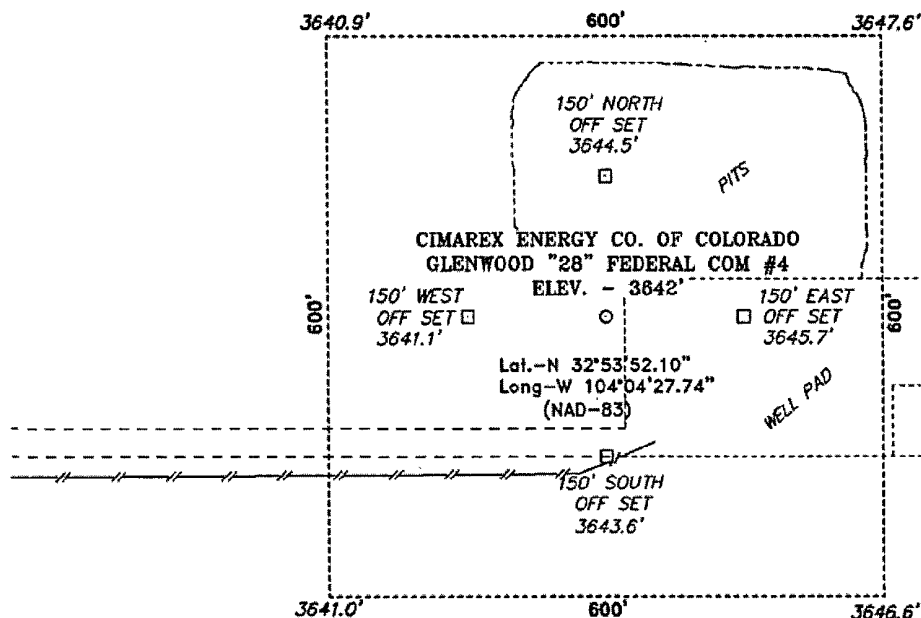 3640.9' 600' 3647.6'
150' NORTH
OFF SET
3644.5'
PITS
CIMAREX ENERGY CO. OF COLORADO
GLENWOOD "28" FEDERAL COM #4
ELEV. - 3642'
600'
150' WEST
OFF SET
3641.1'
150' EAST
OFF SET
3645.7'
600'
Lat.-N 32°53'52.10"
Long-W 104°04'27.74"
(NAD-83)
WELL PAD
150' SOUTH
OFF SET
3643.6'
3641.0' 600' 3646.6'